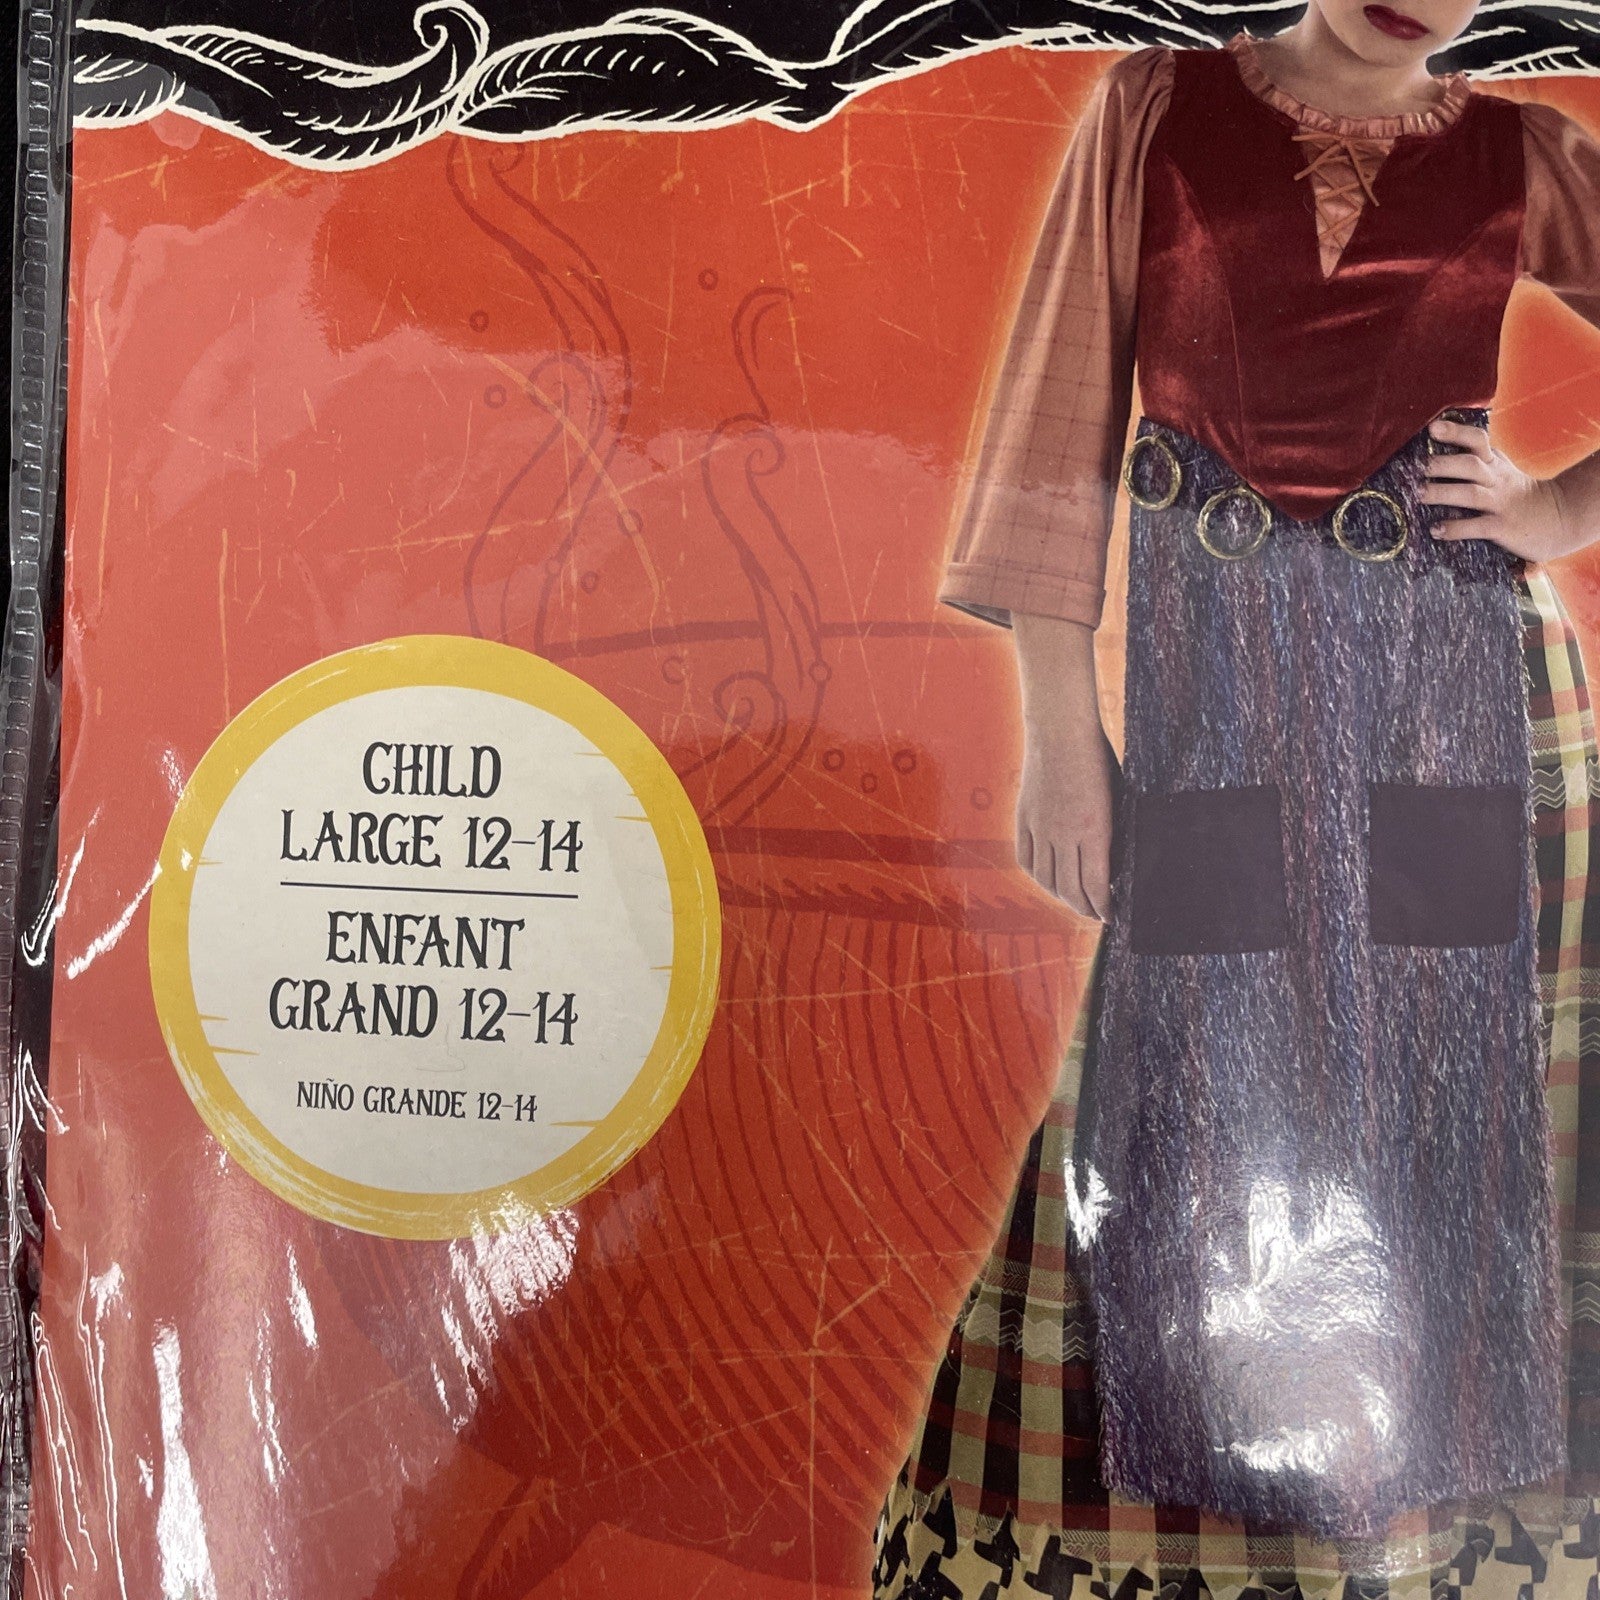 CHILD
LARGE 12-14
ENFANT
GRAND 12-14
NIÑO GRANDE 12-14